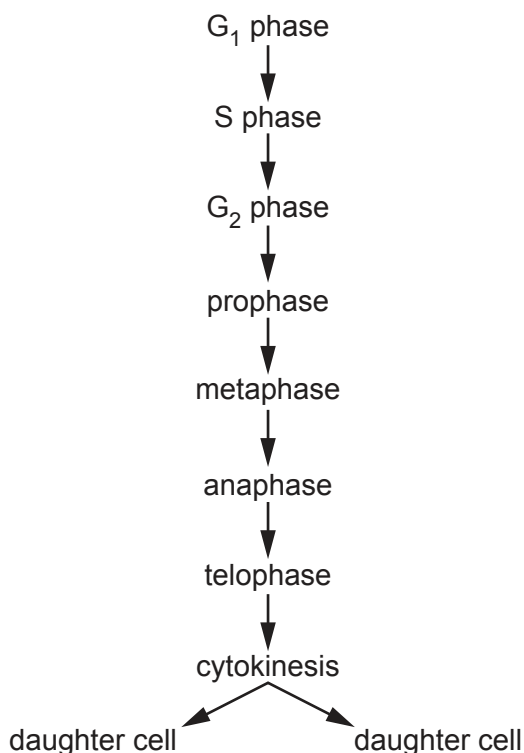 G₁ phase
S phase
G₂ phase
prophase
metaphase
anaphase
telophase
cytokinesis
daughter cell daughter cell